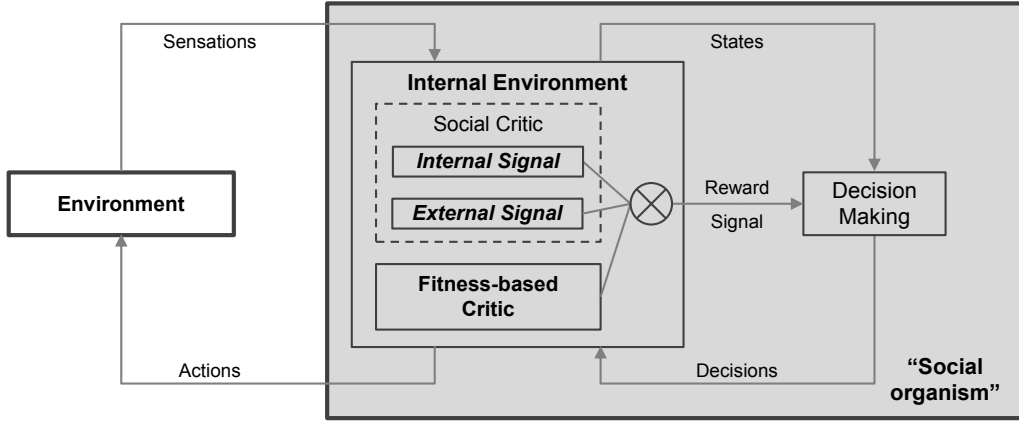 Sensations
States
Internal Environment
Social Critic
Internal Signal
External Signal
Environment
Reward
Signal
Decision
Making
Fitness-based
Critic
Actions
Decisions
“Social
organism”